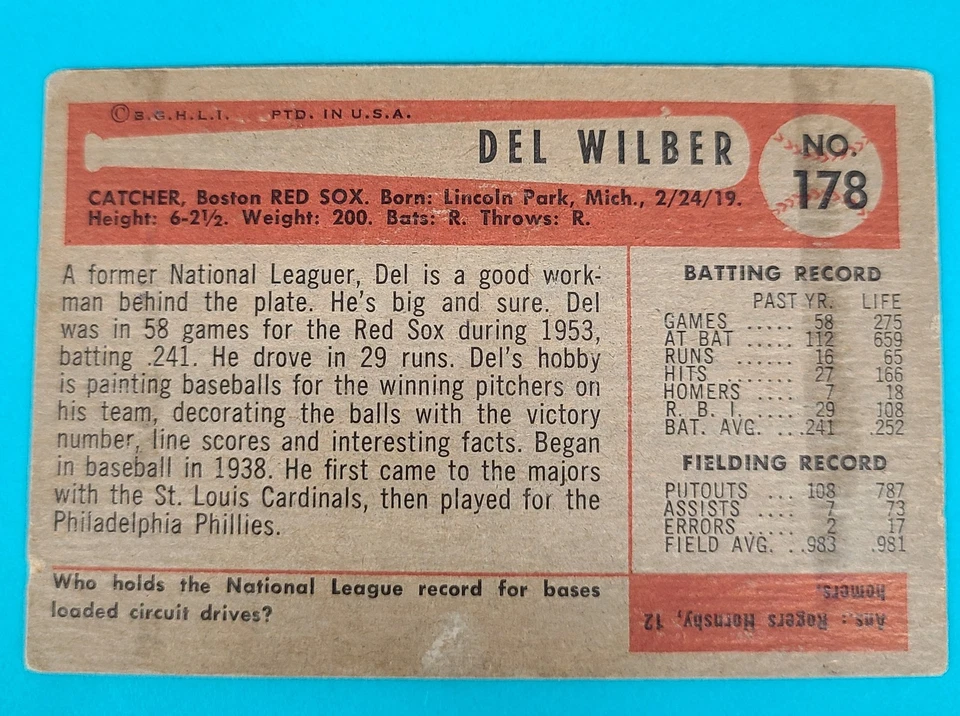 © B.G.H.L.I. PTD. IN U.S.A.
DEL WILBER
NO.
178
CATCHER, Boston RED SOX. Born: Lincoln Park, Mich., 2/24/19.
Height: 6-2½. Weight: 200. Bats: R. Throws: R.
A former National Leaguer, Del is a good work-
man behind the plate. He's big and sure. Del
was in 58 games for the Red Sox during 1953,
batting .241. He drove in 29 runs. Del's hobby
is painting baseballs for the winning pitchers on
his team, decorating the balls with the victory
number, line scores and interesting facts. Began
in baseball in 1938. He first came to the majors
with the St. Louis Cardinals, then played for the
Philadelphia Phillies.
BATTING RECORD
PAST YR. LIFE
GAMES ..... 58 275
AT BAT ..... 112 659
RUNS ...... 16 65
HITS ....... 27 166
HOMERS .... 7 18
R. B. I. .... 29 108
BAT. AVG. ...241 .252
FIELDING RECORD
PUTOUTS ... 108 787
ASSISTS .... 7 73
ERRORS .... 2 17
FIELD AVG. ..983 .981
Who holds the National League record for bases
loaded circuit drives?
Ans.: Rogers Hornsby, 12
homers.